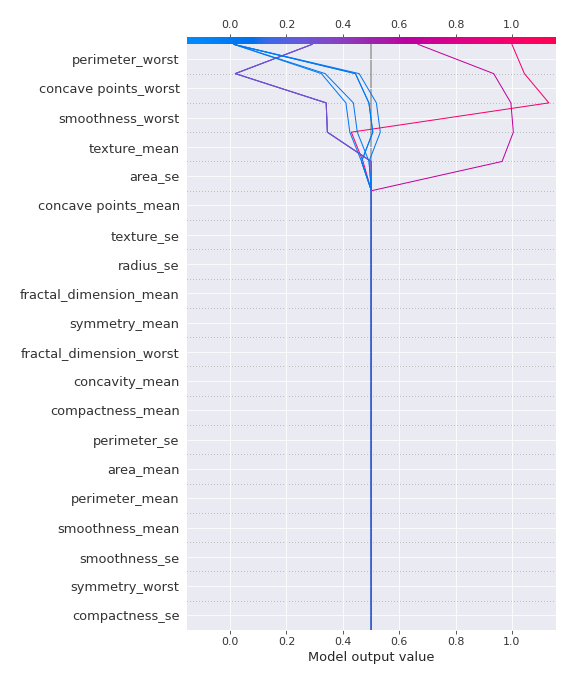 0.0 0.2 0.4 0.6 0.8 1.0
perimeter_worst
concave points_worst
smoothness_worst
texture_mean
area_se
concave points_mean
texture_se
radius_se
fractal_dimension_mean
symmetry_mean
fractal_dimension_worst
concavity_mean
compactness_mean
perimeter_se
area_mean
perimeter_mean
smoothness_mean
smoothness_se
symmetry_worst
compactness_se
0.0 0.2 0.4 0.6 0.8 1.0
Model output value